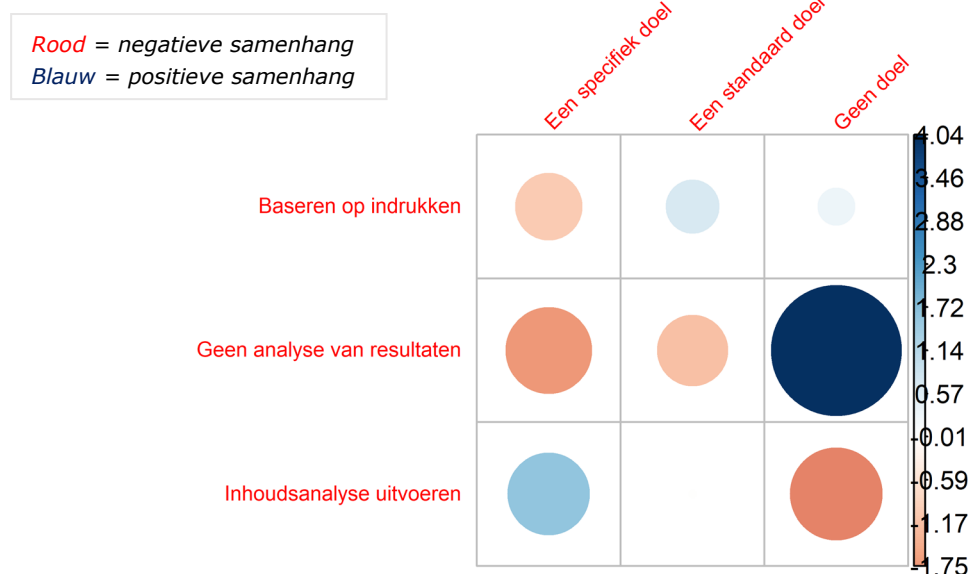 Rood = negatieve samenhang
Blauw = positieve samenhang
Een specifiek doel
Een standaard doel
Geen doel
Baseren op indrukken
Geen analyse van resultaten
Inhoudsanalyse uitvoeren
4.04
3.46
2.88
2.3
1.72
1.14
0.57
-0.01
-0.59
-1.17
-1.75